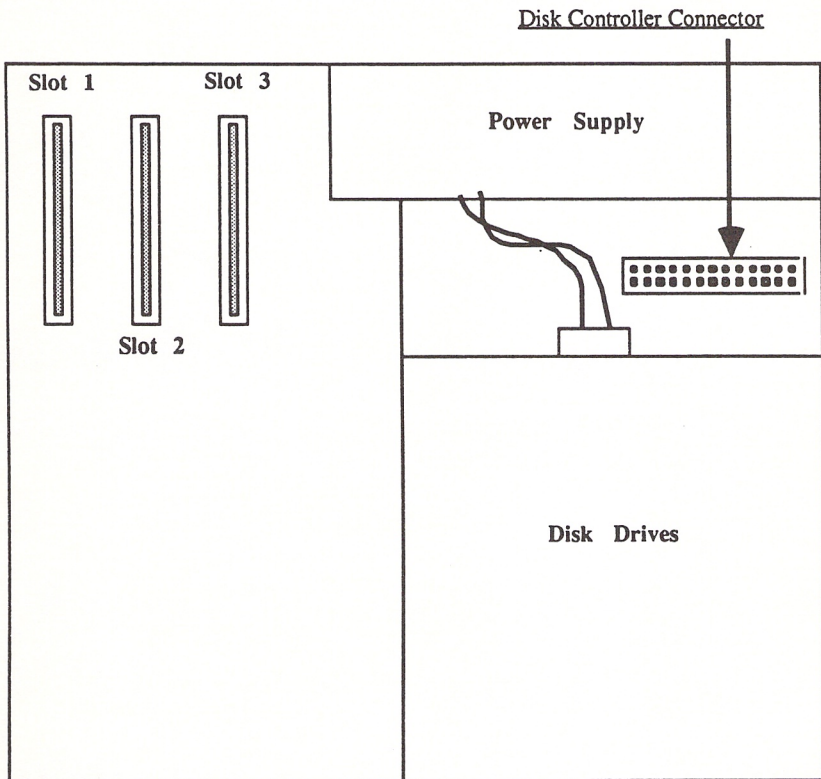 Disk Controller Connector
Slot 1
Slot 3
Power Supply
Slot 2
Disk Drives